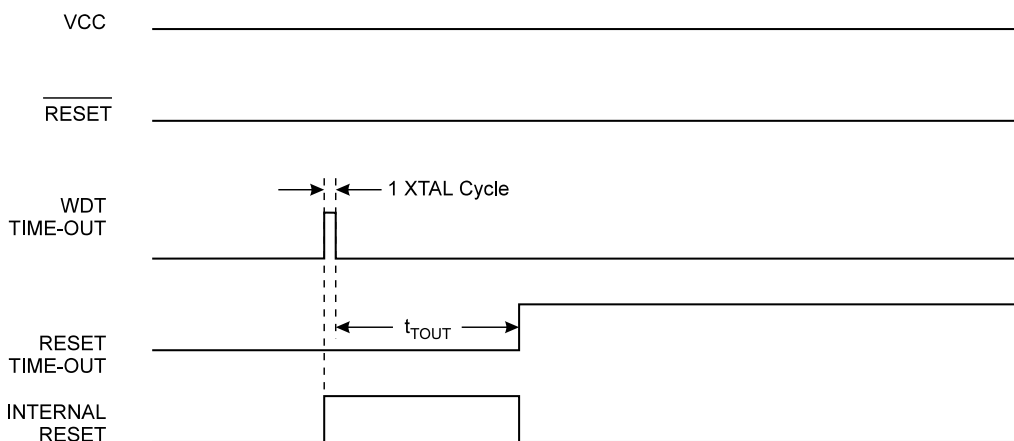 VCC
RESET
1 XTAL Cycle
WDT
TIME-OUT
tTOUT
RESET
TIME-OUT
INTERNAL
RESET